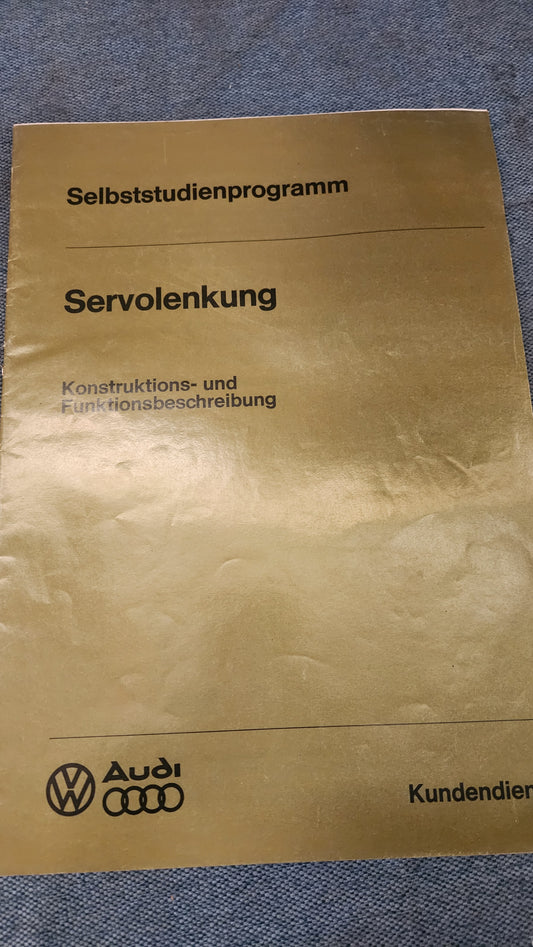 Selbststudienprogramm
Servolenkung
Konstruktions- und
Funktionsbeschreibung
Audi
Kundendien